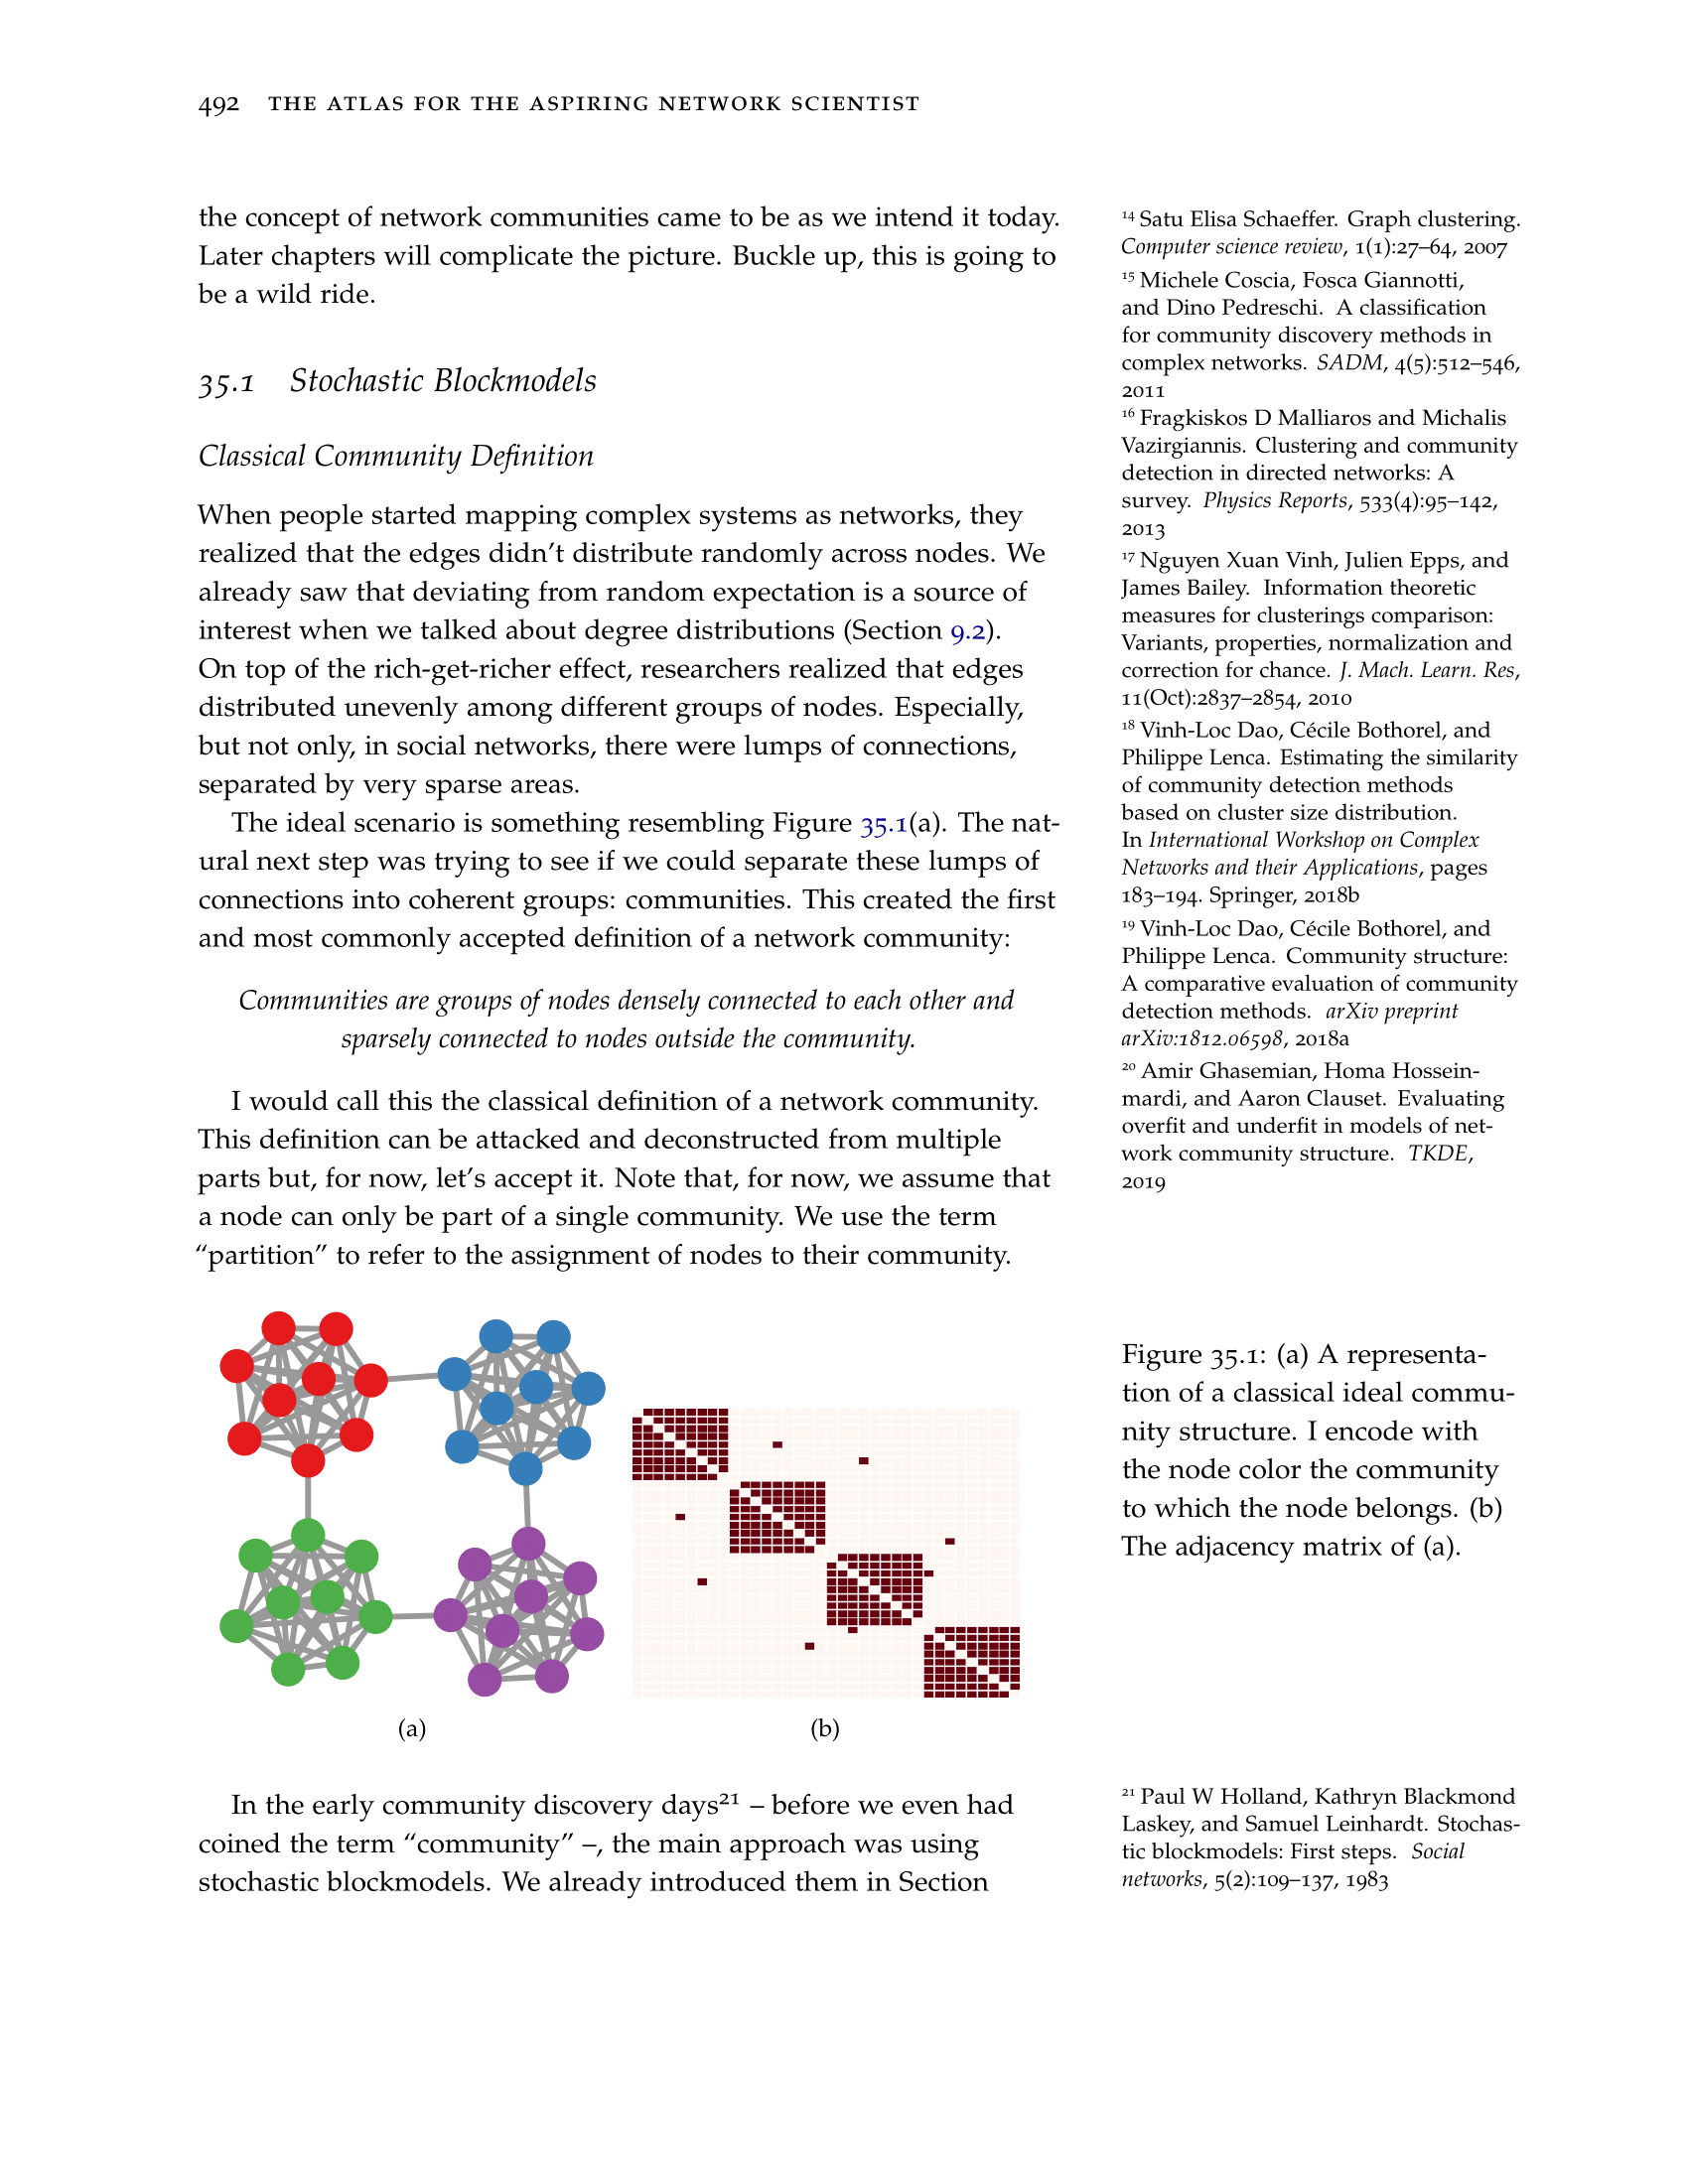 492 THE ATLAS FOR THE ASPIRING NETWORK SCIENTIST
the concept of network communities came to be as we intend it today.
Later chapters will complicate the picture. Buckle up, this is going to
be a wild ride.
35.1 Stochastic Blockmodels
Classical Community Definition
When people started mapping complex systems as networks, they
realized that the edges didn’t distribute randomly across nodes. We
already saw that deviating from random expectation is a source of
interest when we talked about degree distributions (Section 9.2).
On top of the rich-get-richer effect, researchers realized that edges
distributed unevenly among different groups of nodes. Especially,
but not only, in social networks, there were lumps of connections,
separated by very sparse areas.
The ideal scenario is something resembling Figure 35.1(a). The nat-
ural next step was trying to see if we could separate these lumps of
connections into coherent groups: communities. This created the first
and most commonly accepted definition of a network community:
Communities are groups of nodes densely connected to each other and
sparsely connected to nodes outside the community.
I would call this the classical definition of a network community.
This definition can be attacked and deconstructed from multiple
parts but, for now, let’s accept it. Note that, for now, we assume that
a node can only be part of a single community. We use the term
“partition” to refer to the assignment of nodes to their community.
14 Satu Elisa Schaeffer. Graph clustering.
Computer science review, 1(1):27–64, 2007
15 Michele Coscia, Fosca Giannotti,
and Dino Pedreschi. A classification
for community discovery methods in
complex networks. SADM, 4(5):512–546,
2011
16 Fragkiskos D Malliaros and Michalis
Vazirgiannis. Clustering and community
detection in directed networks: A
survey. Physics Reports, 533(4):95–142,
2013
17 Nguyen Xuan Vinh, Julien Epps, and
James Bailey. Information theoretic
measures for clusterings comparison:
Variants, properties, normalization and
correction for chance. J. Mach. Learn. Res,
11(Oct):2837–2854, 2010
18 Vinh-Loc Dao, Cécile Bothorel, and
Philippe Lenca. Estimating the similarity
of community detection methods
based on cluster size distribution.
In International Workshop on Complex
Networks and their Applications, pages
183–194. Springer, 2018b
19 Vinh-Loc Dao, Cécile Bothorel, and
Philippe Lenca. Community structure:
A comparative evaluation of community
detection methods. arXiv preprint
arXiv:1812.06598, 2018a
20 Amir Ghasemian, Homa Hossein-
mardi, and Aaron Clauset. Evaluating
overfit and underfit in models of net-
work community structure. TKDE,
2019
(a)
(b)
Figure 35.1: (a) A representa-
tion of a classical ideal commu-
nity structure. I encode with
the node color the community
to which the node belongs. (b)
The adjacency matrix of (a).
In the early community discovery days21 – before we even had
coined the term “community” –, the main approach was using
stochastic blockmodels. We already introduced them in Section
21 Paul W Holland, Kathryn Blackmond
Laskey, and Samuel Leinhardt. Stochas-
tic blockmodels: First steps. Social
networks, 5(2):109–137, 1983